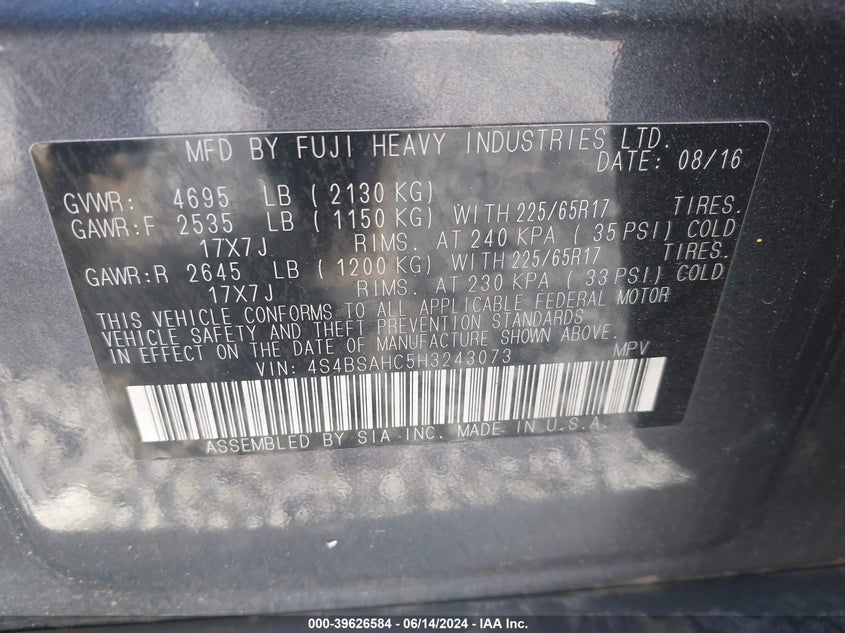 MFD BY FUJI HEAVY INDUSTRIES LTD.
DATE: 08/16
GVWR: 4695 LB ( 2130 KG)
GAWR:F 2535 LB ( 1150 KG) WITH 225/65R17 TIRES.
17X7J RIMS. AT 240 KPA ( 35 PSI) COLD
GAWR:R 2645 LB ( 1200 KG) WITH 225/65R17 TIRES.
17X7J RIMS. AT 230 KPA ( 33 PSI) COLD
THIS VEHICLE CONFORMS TO ALL APPLICABLE FEDERAL MOTOR
VEHICLE SAFETY AND THEFT PREVENTION STANDARDS
IN EFFECT ON THE DATE OF MANUFACTURE SHOWN ABOVE.
VIN: 4S4BSAHC5H3243073 MPV
ASSEMBLED BY SIA INC. MADE IN U.S.A.
000-39626584 / 06/14/2024 - IAA Inc.